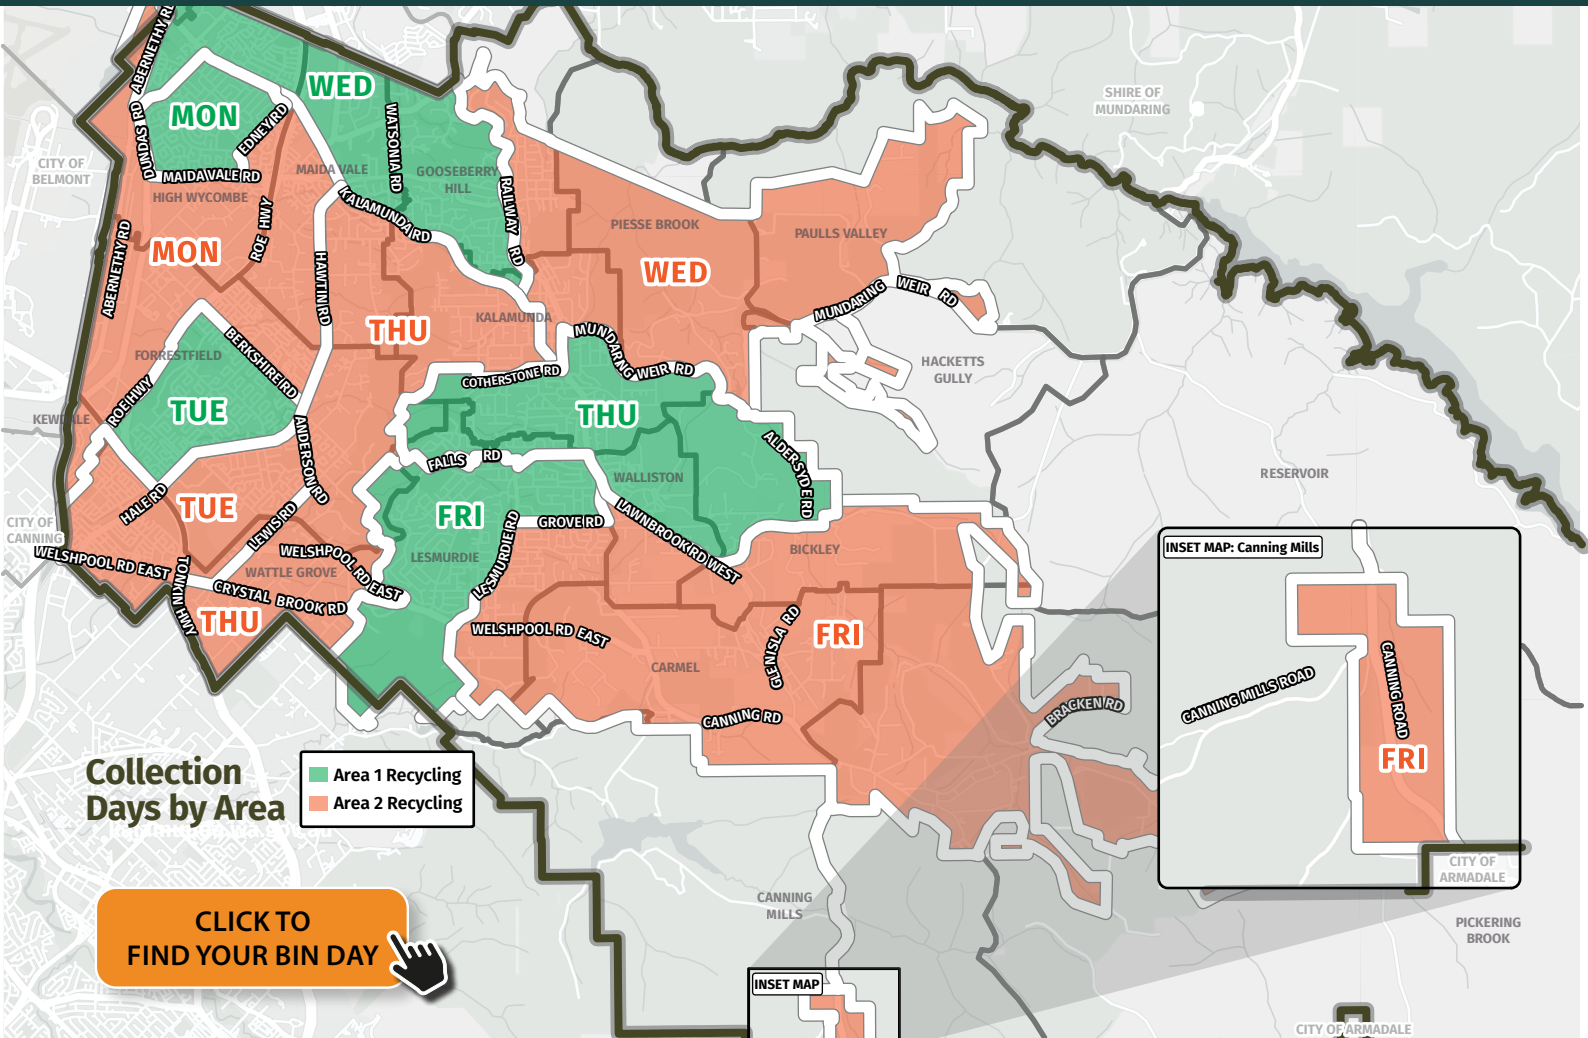 ABERNETHY RD
WED
MON
DUNDAS RD
EDNEY RD
WATSONIA RD
SHIRE OF
MUNDARING
CITY OF
BELMONT
MAIDA VALE RD
MAIDA VALE
GOOSEBERRY
HILL
HIGH WYCOMBE
RAILWAY RD
KALAMUNDA RD
ROE HWY
PIESSE BROOK
PAULLS VALLEY
ABERNETHY RD
MON
HAWTIN RD
WED
MUNDARING WEIR RD
KALAMUNDA
THU
MUNDARNG WEIR RD
FORRESTFIELD
BERKSHIRE RD
HACKETTS
GULLY
COTHERSTONE RD
ROE HWY
TUE
THU
KEWDALE
ANDERSON RD
ALDERSYDE RD
FALLS RD
WALLISTON
RESERVOIR
HALE RD
TUE
FRI
LEWIS RD
LESMURDIE RD
GROVE RD
LAWNBROOK RD WEST
CITY OF
CANNING
WELSHPOOL RD EAST
WELSHPOOL RD EAST
LESMURDIE
BICKLEY
WATTLE GROVE
TONKIN HWY
CRYSTAL BROOK RD
THU
WELSHPOOL RD EAST
GLENISLA RD
FRI
CARMEL
CANNING RD
BRACKEN RD
INSET MAP: Canning Mills
CANNING MILLS ROAD
CANNING ROAD
FRI
CITY OF
ARMADALE
Collection
Days by Area
Area 1 Recycling
Area 2 Recycling
CLICK TO
FIND YOUR BIN DAY
CANNING
MILLS
PICKERING
BROOK
INSET MAP
CITY OF ARMADALE